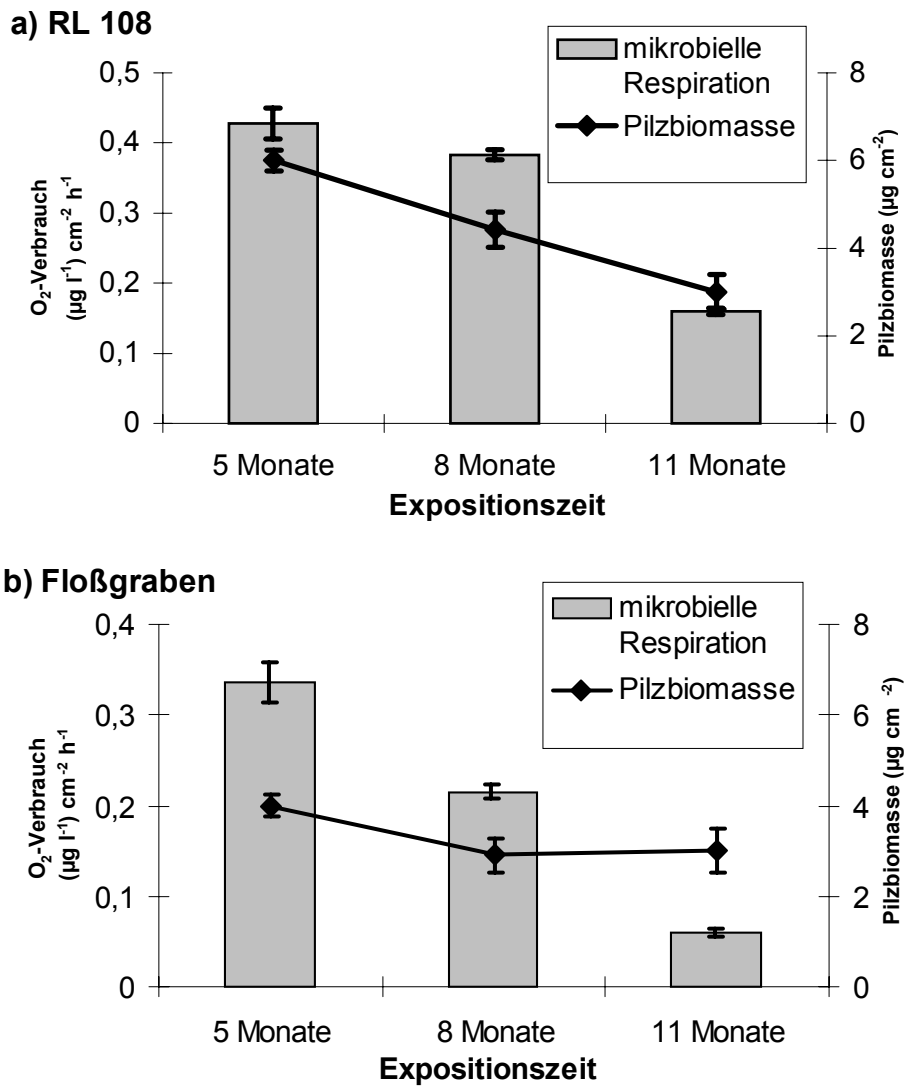 a) RL 108
mikrobielle
Respiration
Pilzbiomasse
O₂-Verbrauch
(µg l⁻¹) cm⁻² h⁻¹
0,5
0,4
0,3
0,2
0,1
0
8
6
4
2
0
Pilzbiomasse (µg cm⁻²)
5 Monate
8 Monate
11 Monate
Expositionszeit
b) Floßgraben
mikrobielle
Respiration
Pilzbiomasse
O₂-Verbrauch
(µg l⁻¹) cm⁻² h⁻¹
0,4
0,3
0,2
0,1
0
8
6
4
2
0
Pilzbiomasse (µg cm ⁻²)
5 Monate
8 Monate
11 Monate
Expositionszeit